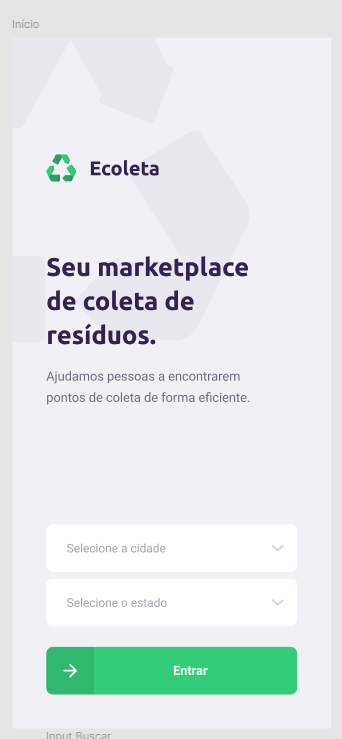 Início
Ecoleta
Seu marketplace
de coleta de
resíduos.
Ajudamos pessoas a encontrarem
pontos de coleta de forma eficiente.
Selecione a cidade
Selecione o estado
Entrar
Input Buscar